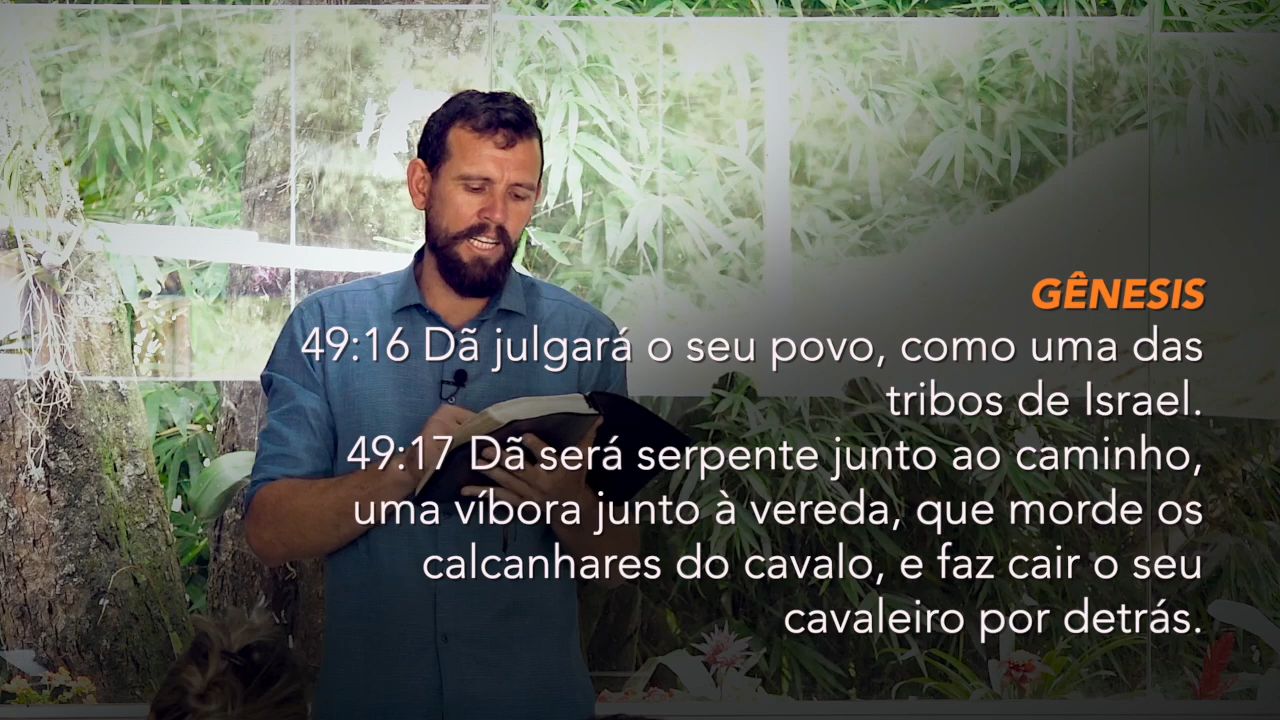 GÊNESIS
49:16 Dã julgará o seu povo, como uma das
tribos de Israel.
49:17 Dã será serpente junto ao caminho,
uma víbora junto à vereda, que morde os
calcanhares do cavalo, e faz cair o seu
cavaleiro por detrás.